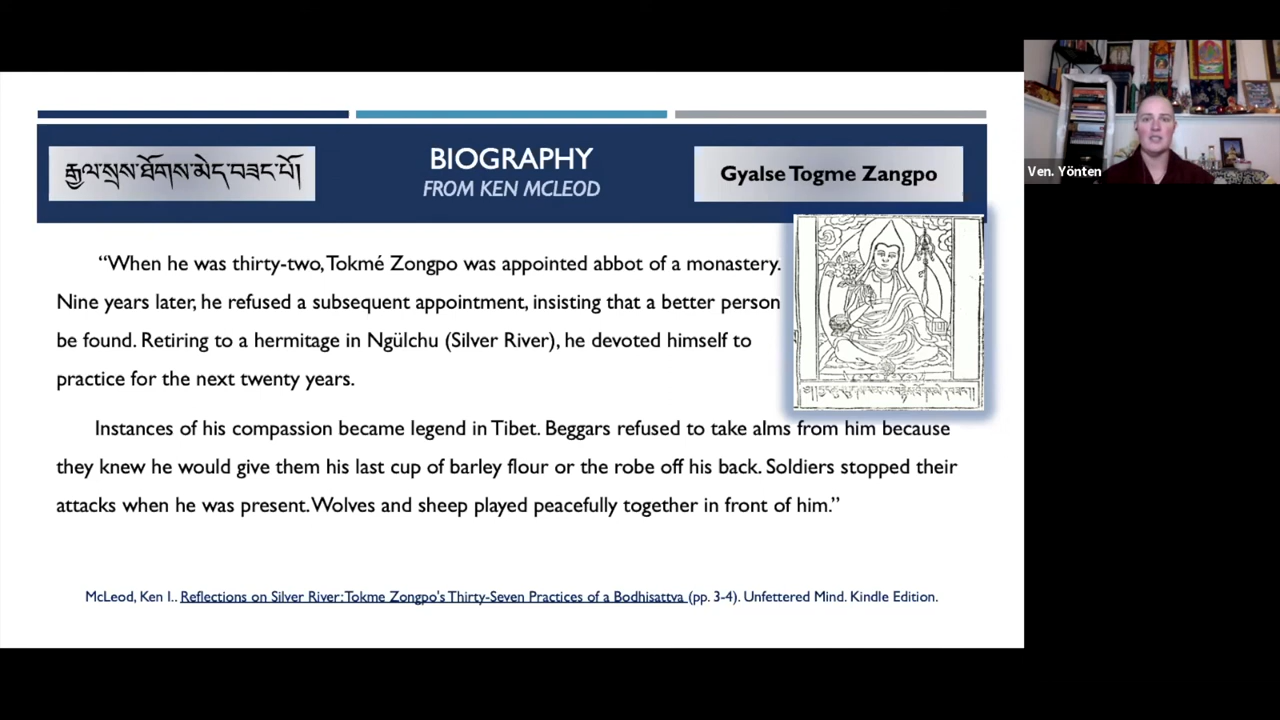 རྒྱལ་སྲས་ཐོགས་མེད་བཟང་པོ།
BIOGRAPHY
FROM KEN MCLEOD
Gyalse Togme Zangpo
Ven. Yönten
“When he was thirty-two, Tokmé Zongpo was appointed abbot of a monastery.
Nine years later, he refused a subsequent appointment, insisting that a better person
be found. Retiring to a hermitage in Ngülchu (Silver River), he devoted himself to
practice for the next twenty years.
Instances of his compassion became legend in Tibet. Beggars refused to take alms from him because
they knew he would give them his last cup of barley flour or the robe off his back. Soldiers stopped their
attacks when he was present. Wolves and sheep played peacefully together in front of him.”
McLeod, Ken I.. Reflections on Silver River: Tokme Zongpo's Thirty-Seven Practices of a Bodhisattva (pp. 3-4). Unfettered Mind. Kindle Edition.